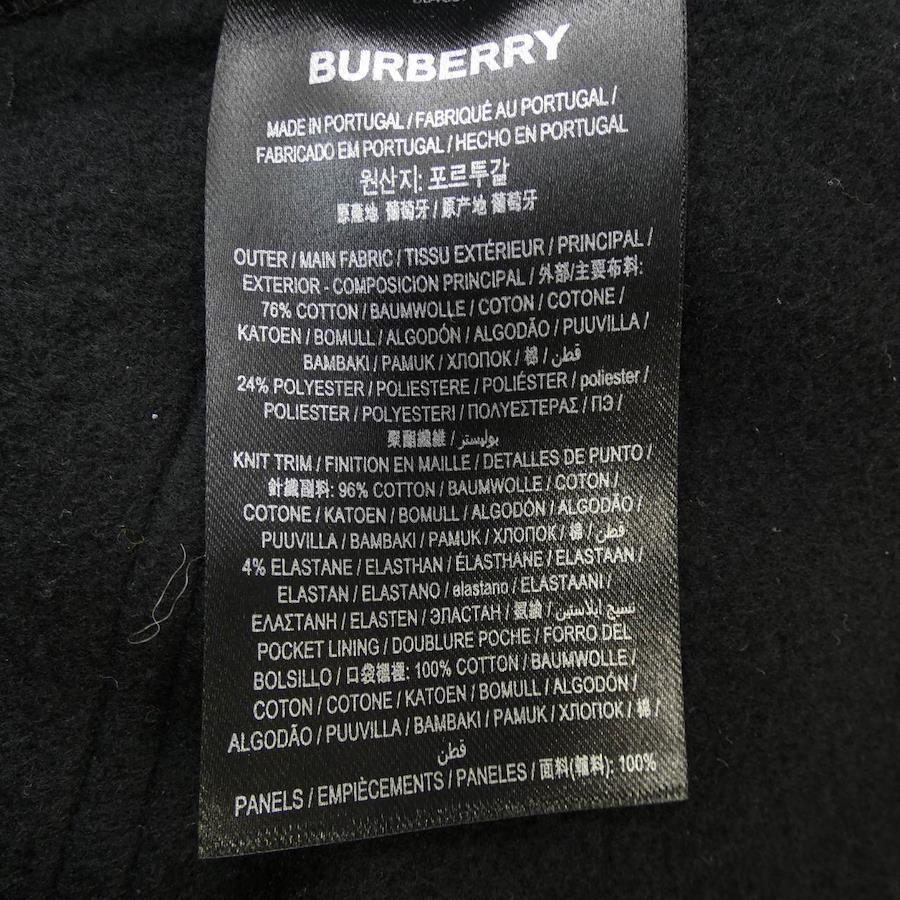 BURBERRY
MADE IN PORTUGAL / FABRIQUÉ AU PORTUGAL /
FABRICADO EM PORTUGAL / HECHO EN PORTUGAL
원산지: 포르투갈
原產地 葡萄牙 / 原产地 葡萄牙
OUTER / MAIN FABRIC / TISSU EXTÉRIEUR / PRINCIPAL /
EXTERIOR - COMPOSICION PRINCIPAL / 外部/主要布料:
76% COTTON / BAUMWOLLE / COTON / COTONE /
KATOEN / BOMULL / ALGODÓN / ALGODÃO / PUUVILLA /
BAMBAKI / PAMUK / ХЛОПОК / 棉 / قطن
24% POLYESTER / POLIESTERE / POLIÉSTER / poliester /
POLIESTER / POLYESTERI / ΠΟΛΥΕΣΤΕΡΑΣ / ПЭ /
聚酯纖維 / بوليستر
KNIT TRIM / FINITION EN MAILLE / DETALLES DE PUNTO /
針織副料: 96% COTTON / BAUMWOLLE / COTON /
COTONE / KATOEN / BOMULL / ALGODÓN / ALGODÃO /
PUUVILLA / BAMBAKI / PAMUK / ХЛОПОК / 棉 / قطن
4% ELASTANE / ELASTHAN / ÉLASTHANE / ELASTAAN /
ELASTAN / ELASTANO / elastano / ELASTAANI /
ΕΛΑΣΤΑΝΗ / ELASTEN / ЭЛАСТАН / 氨綸 / نسيج ايلاستين
POCKET LINING / DOUBLURE POCHE / FORRO DEL
BOLSILLO / 口袋襯裡: 100% COTTON / BAUMWOLLE /
COTON / COTONE / KATOEN / BOMULL / ALGODÓN /
ALGODÃO / PUUVILLA / BAMBAKI / PAMUK / ХЛОПОК / 棉 /
قطن
PANELS / EMPIÈCEMENTS / PANELES / 面料(輔料): 100%